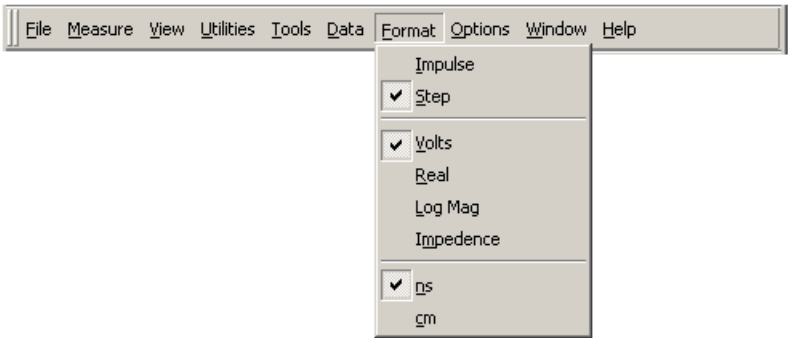 File Measure View Utilities Tools Data Format Options Window Help
Impulse
Step
Volts
Real
Log Mag
Impedence
ns
cm